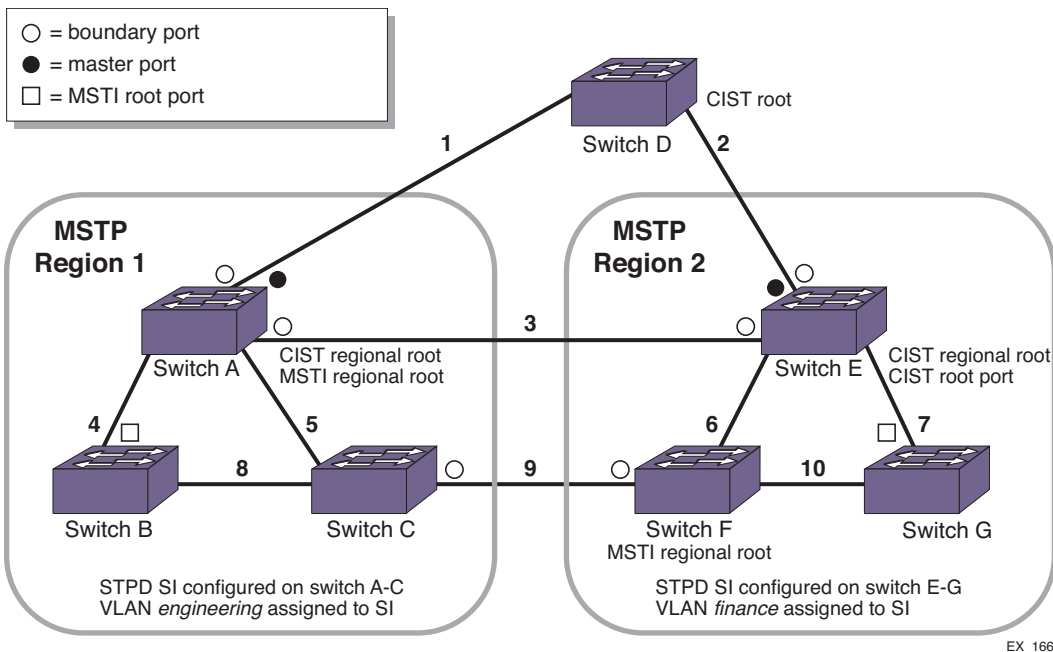 = boundary port
= master port
= MSTI root port
CIST root
Switch D
1
2
MSTP
Region 1
MSTP
Region 2
3
Switch A
CIST regional root
MSTI regional root
Switch E
CIST regional root
CIST root port
4
5
6
7
8
9
10
Switch B
Switch C
Switch F
MSTI regional root
Switch G
STPD SI configured on switch A-C
VLAN engineering assigned to SI
STPD SI configured on switch E-G
VLAN finance assigned to SI
EX_166